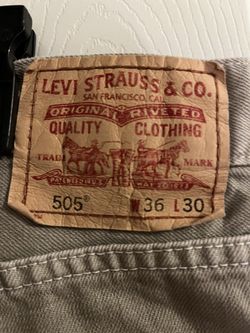 LEVI STRAUSS & CO.
SAN FRANCISCO, CAL.
ORIGINAL RIVETED
QUALITY CLOTHING
TRADE MARK
505® W 36 L 30